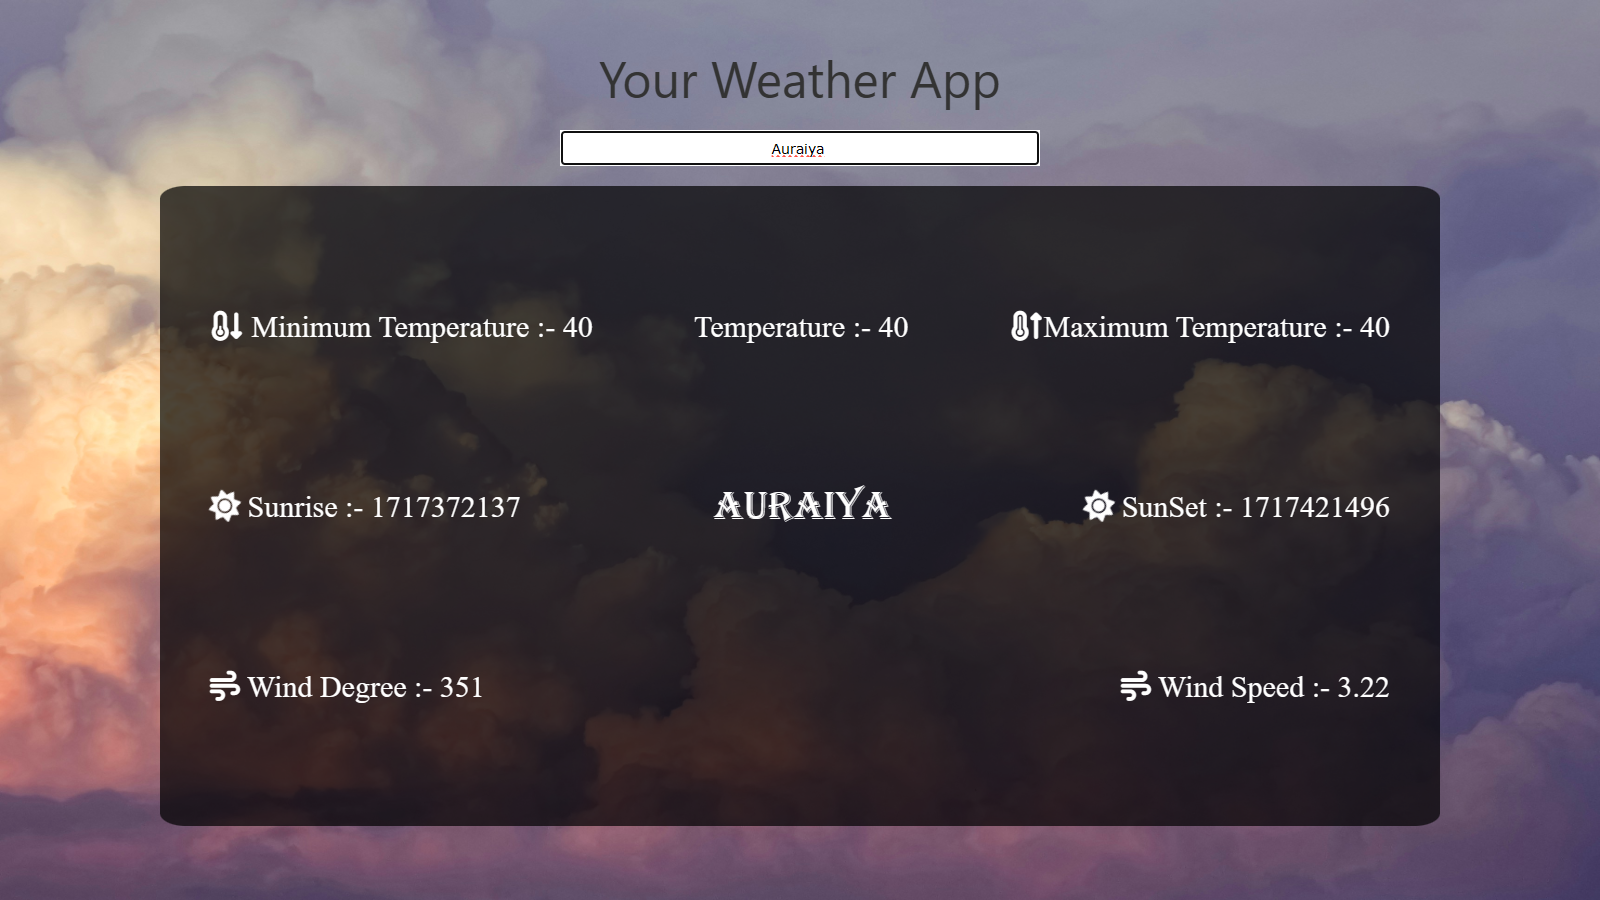 Your Weather App
Auraiya
Minimum Temperature :- 40
Temperature :- 40
Maximum Temperature :- 40
Sunrise :- 1717372137
AURAIYA
SunSet :- 1717421496
Wind Degree :- 351
Wind Speed :- 3.22